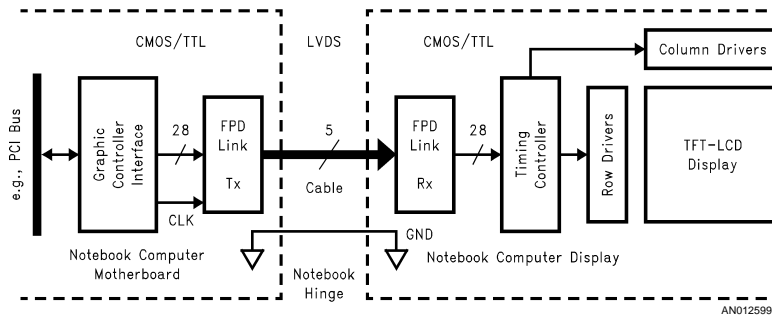 CMOS/TTL
LVDS
CMOS/TTL
Column Drivers
e.g., PCI Bus
Graphic
Controller
Interface
28
CLK
FPD
Link
Tx
5
Cable
FPD
Link
Rx
28
Timing
Controller
Row Drivers
TFT-LCD
Display
GND
Notebook Computer
Motherboard
Notebook
Hinge
Notebook Computer Display
AN012599